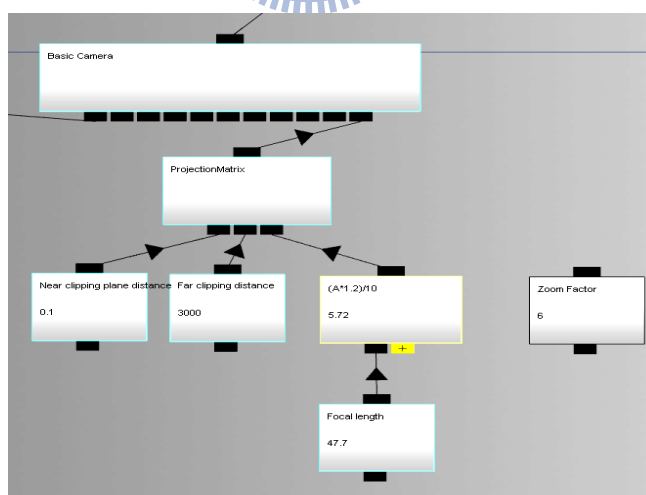 Basic Camera
ProjectionMatrix
Near clipping plane distance
0.1
Far clipping distance
3000
(A*1.2)/10
5.72
+
Zoom Factor
6
Focal length
47.7